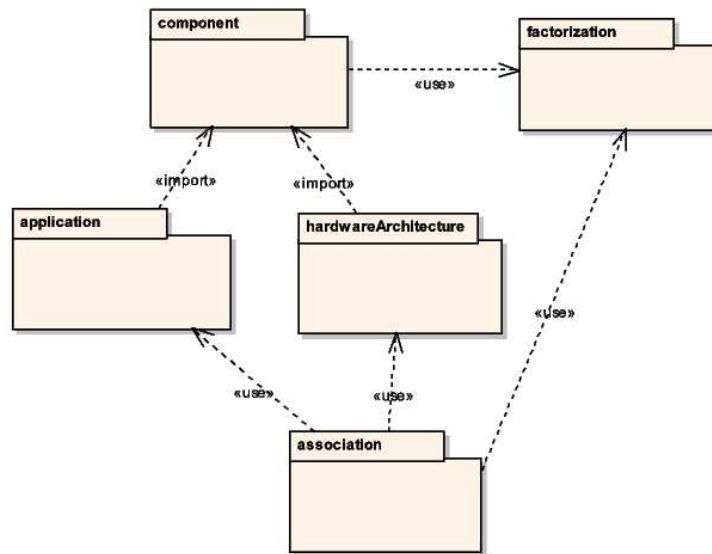 component
factorization
«use»
«import»
«import»
application
hardwareArchitecture
«use»
«use»
«use»
association